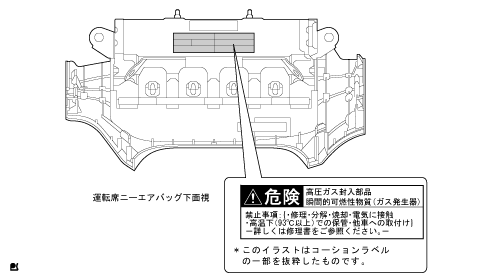 運転席ニーエアバッグ下面視
危険
高圧ガス封入部品
瞬間的可燃性物質(ガス発生器)
禁止事項:{・修理・分解・焼却・電気に接触
・高温下(93℃以上)での保管・他車への取付け}
ー詳しくは修理書をご参照ください。ー
*このイラストはコーションラベル
の一部を抜粋したものです。